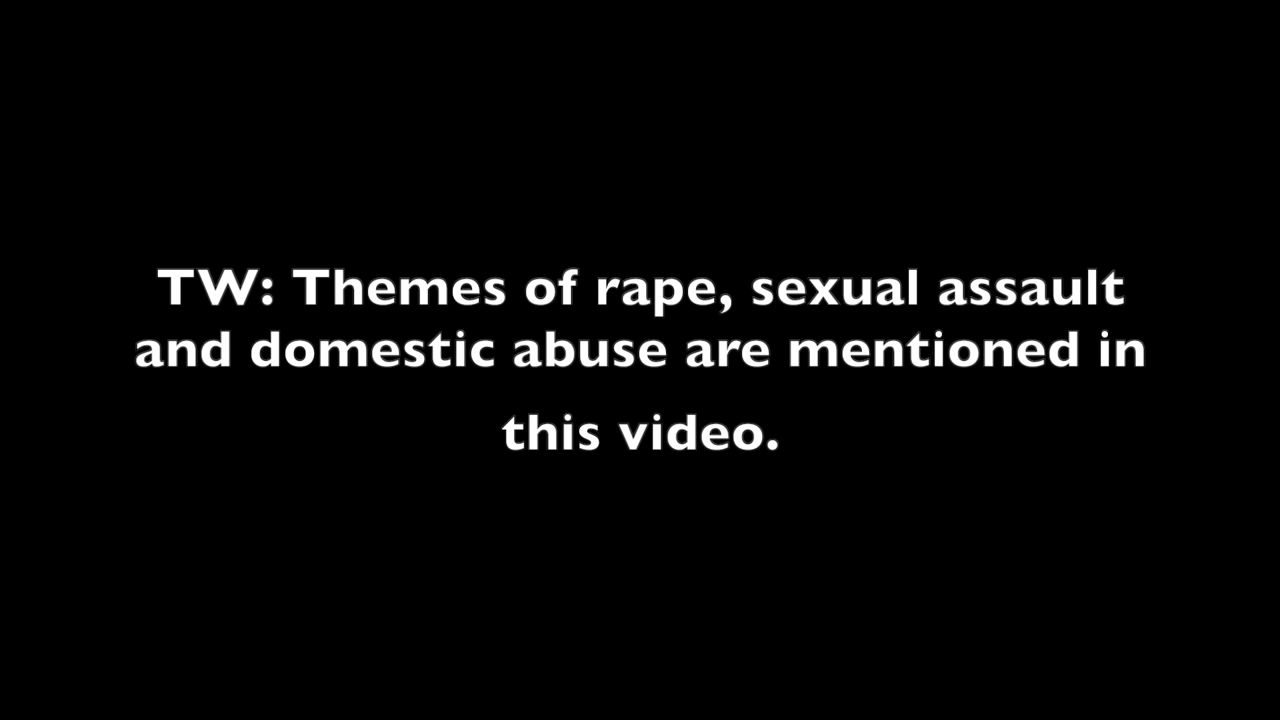 TW: Themes of rape, sexual assault
and domestic abuse are mentioned in
this video.